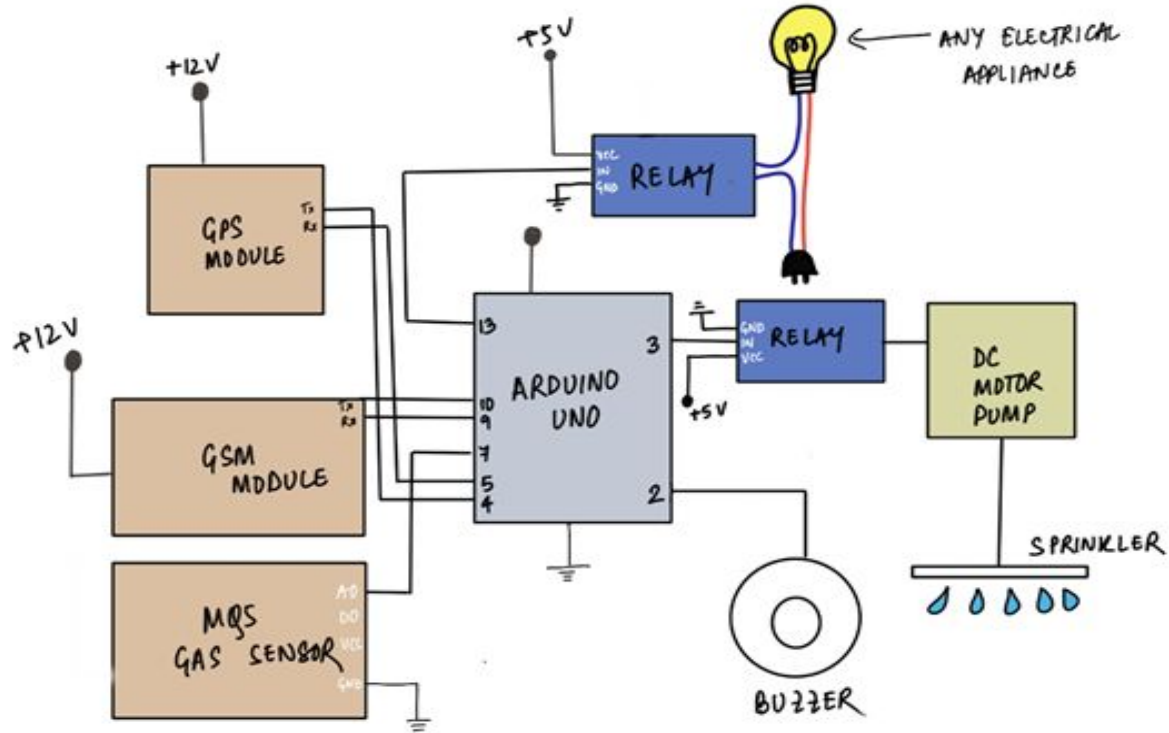 +5V
ANY ELECTRICAL
APPLIANCE
+12V
VCC
IN
GND
RELAY
GPS
MODULE
Tx
Rx
+12V
13
10
9
7
5
4
ARDUINO
UNO
3
2
GND
IN
VCC
RELAY
+5V
DC
MOTOR
PUMP
Tx
Rx
GSM
MODULE
SPRINKLER
MQ5
GAS SENSOR
AO
DO
VCC
GND
BUZZER